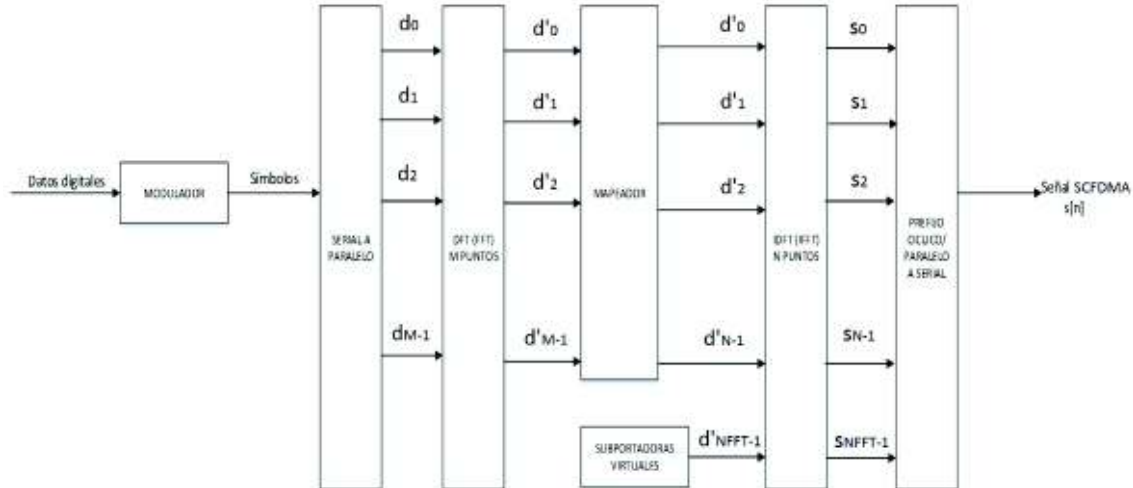 d0 d'0 d'0 s0
d1 d'1 d'1 s1
Datos digitales
MODULADOR
Símbolos
d2 d'2 d'2 s2
MAPEADOR
Señal SCFDMA
s[n]
SERIAL A
PARALELO
DFT (FFT)
M PUNTOS
IDFT (IFFT)
N PUNTOS
PREFIJO
CICLICO/
PARALELO
A SERIAL
dM-1 d'M-1 d'N-1 sN-1
SUBPORTADORAS
VIRTUALES
d'NFFT-1 sNFFT-1